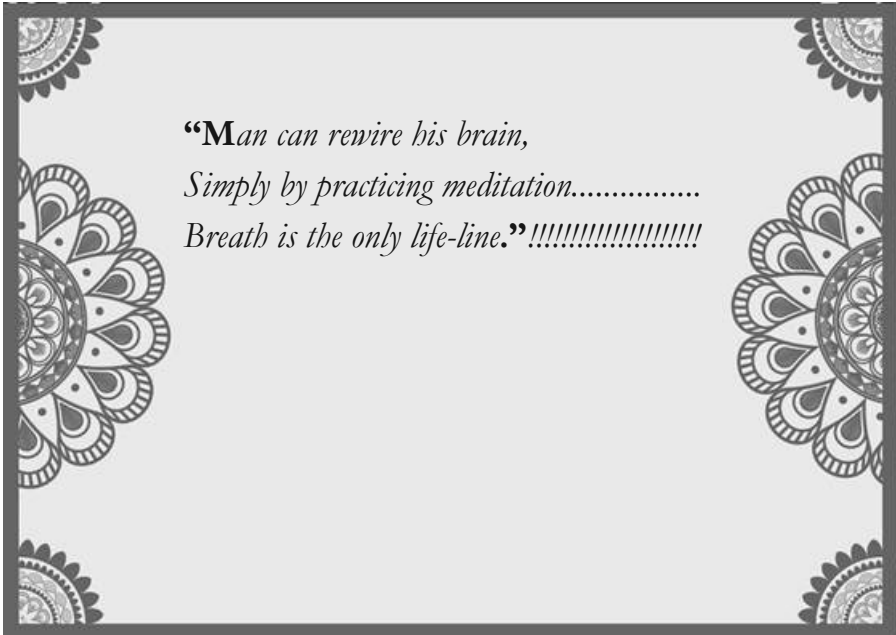 “Man can rewire his brain,
Simply by practicing meditation................
Breath is the only life-line.”!!!!!!!!!!!!!!!!!!!!!!